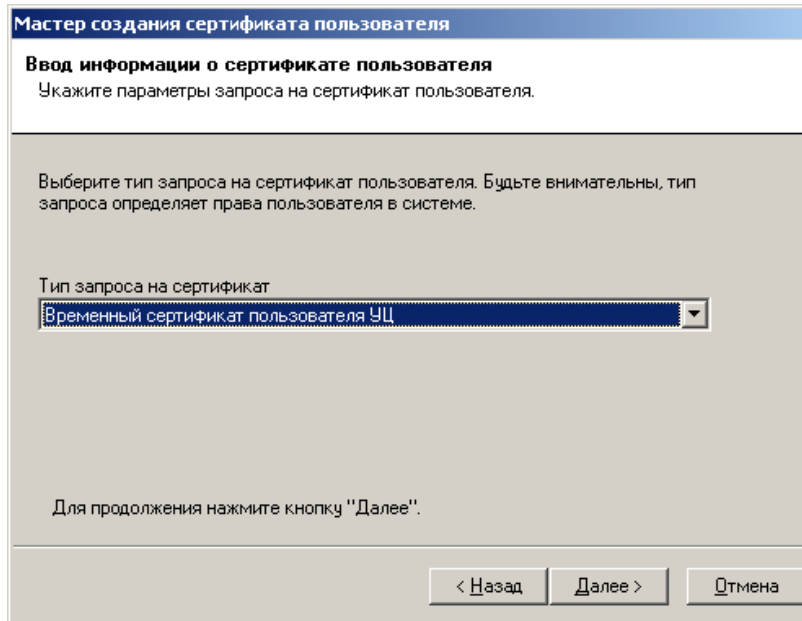 Мастер создания сертификата пользователя
Ввод информации о сертификате пользователя
Укажите параметры запроса на сертификат пользователя.
Выберите тип запроса на сертификат пользователя. Будьте внимательны, тип
запроса определяет права пользователя в системе.
Тип запроса на сертификат
Временный сертификат пользователя УЦ
Для продолжения нажмите кнопку "Далее".
< Назад Далее > Отмена